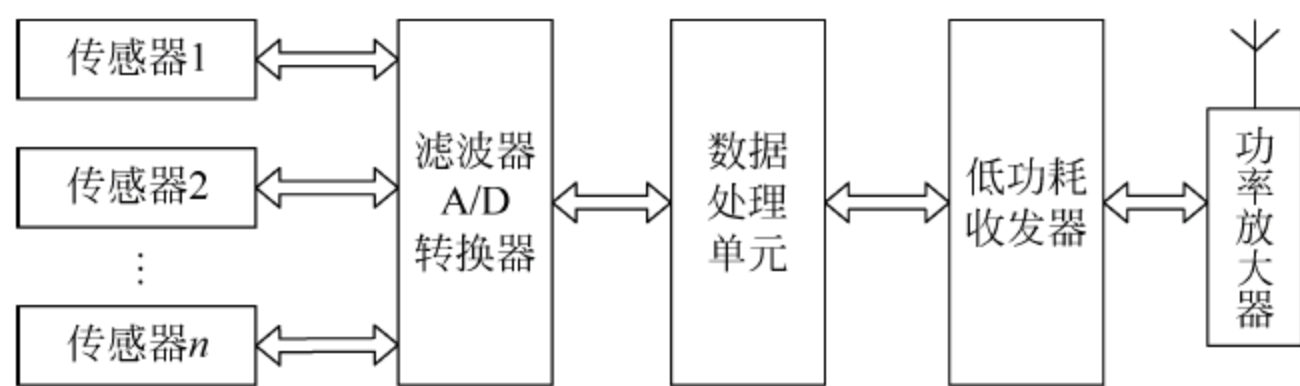 传感器1
传感器2
⋮
传感器n
滤波器
A/D
转换器
数据
处理
单元
低功耗
收发器
功率放大器